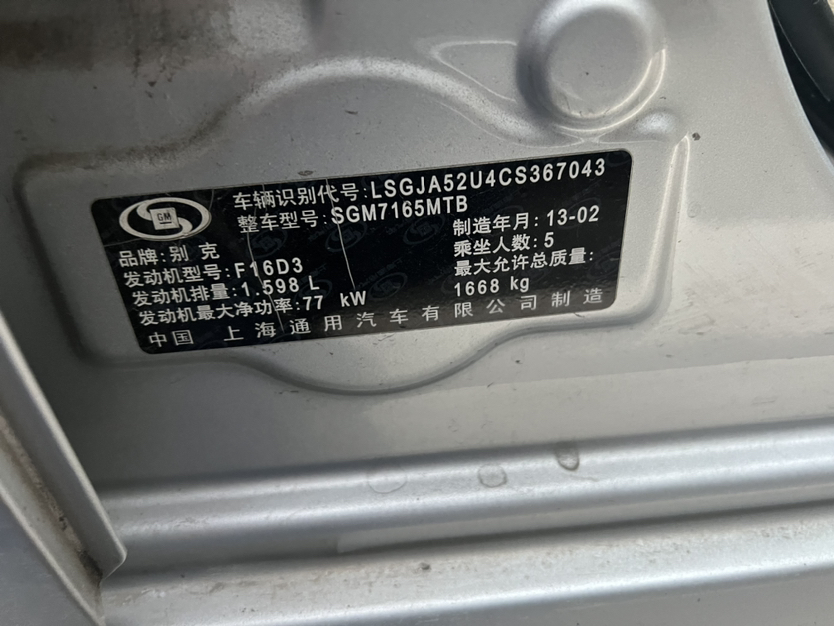 车辆识别代号:LSGJA52U4CS367043
整车型号:SGM7165MTB
GM
品牌:别 克
制造年月:13-02
发动机型号:F16D3
乘坐人数:5
发动机排量:1.598 L
最大允许总质量:
发动机最大净功率:77 kW
1668 kg
中国 上海通用汽车有限公司制造